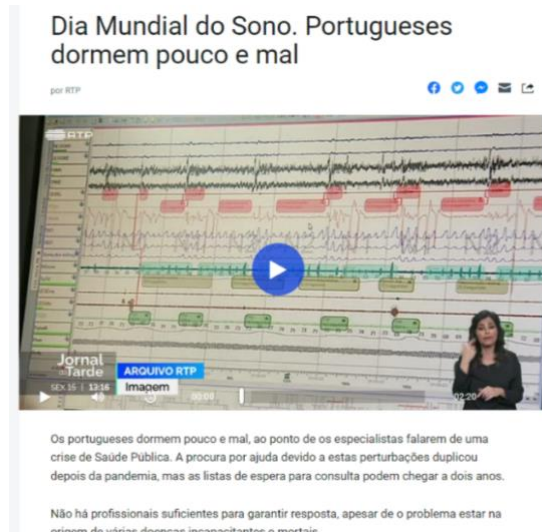 Dia Mundial do Sono. Portugueses
dormem pouco e mal
por RTP
RTP
Jornal
da Tarde
ARQUIVO RTP
SEX 15 | 13:16
Imagem
00:00
02:20
Os portugueses dormem pouco e mal, ao ponto de os especialistas falarem de uma
crise de Saúde Pública. A procura por ajuda devido a estas perturbações duplicou
depois da pandemia, mas as listas de espera para consulta podem chegar a dois anos.
Não há profissionais suficientes para garantir resposta, apesar de o problema estar na
origem de várias doenças incapacitantes e mortais.